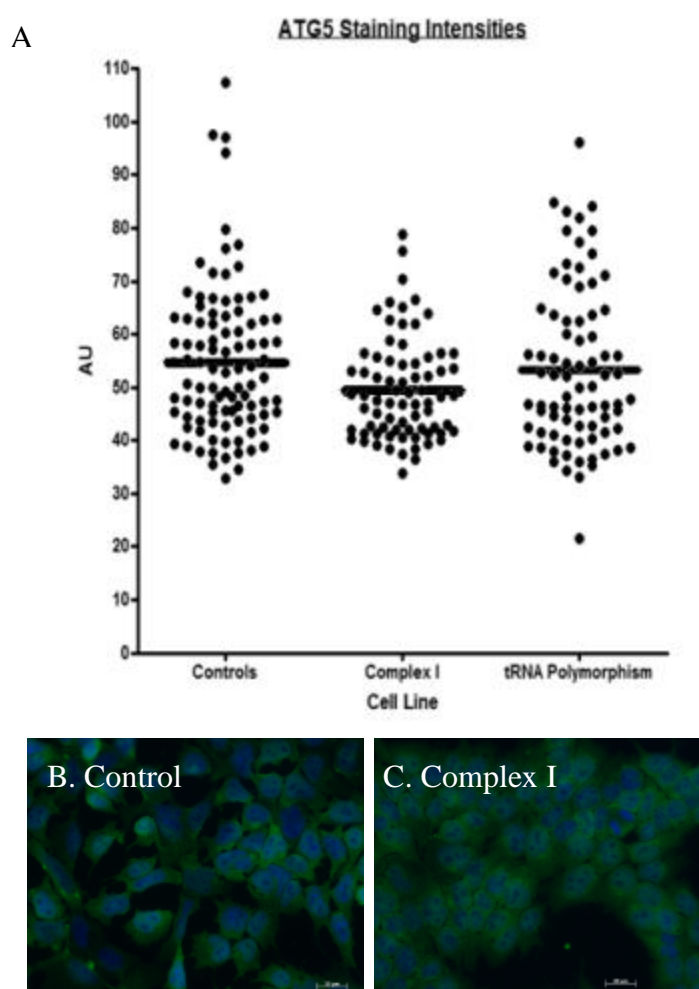 A
ATG5 Staining Intensities
110
100
90
80
70
60
50
40
30
20
10
0
AU
Controls Complex I tRNA Polymorphism
Cell Line
B. Control
C. Complex I